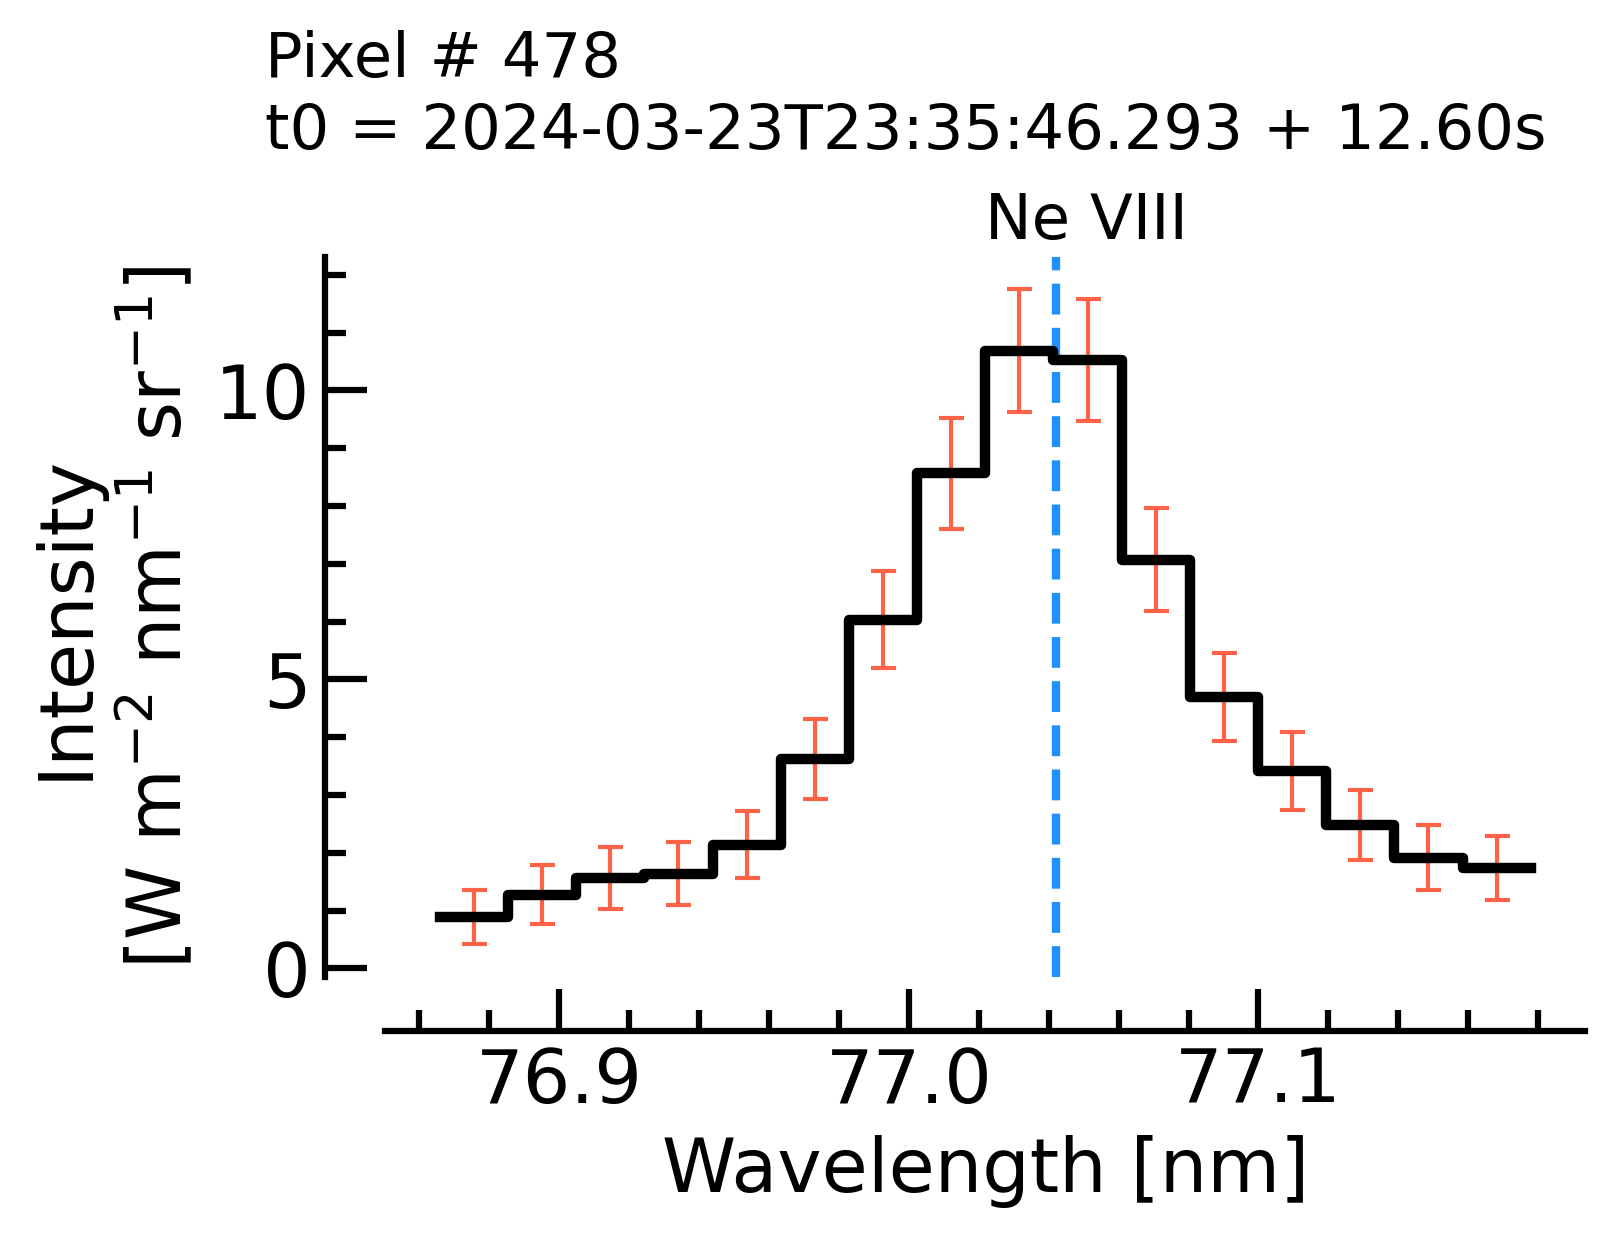 Pixel # 478
t0 = 2024-03-23T23:35:46.293 + 12.60s
Ne VIII
Intensity
[W m⁻² nm⁻¹ sr⁻¹]
10
5
0
76.9 77.0 77.1
Wavelength [nm]